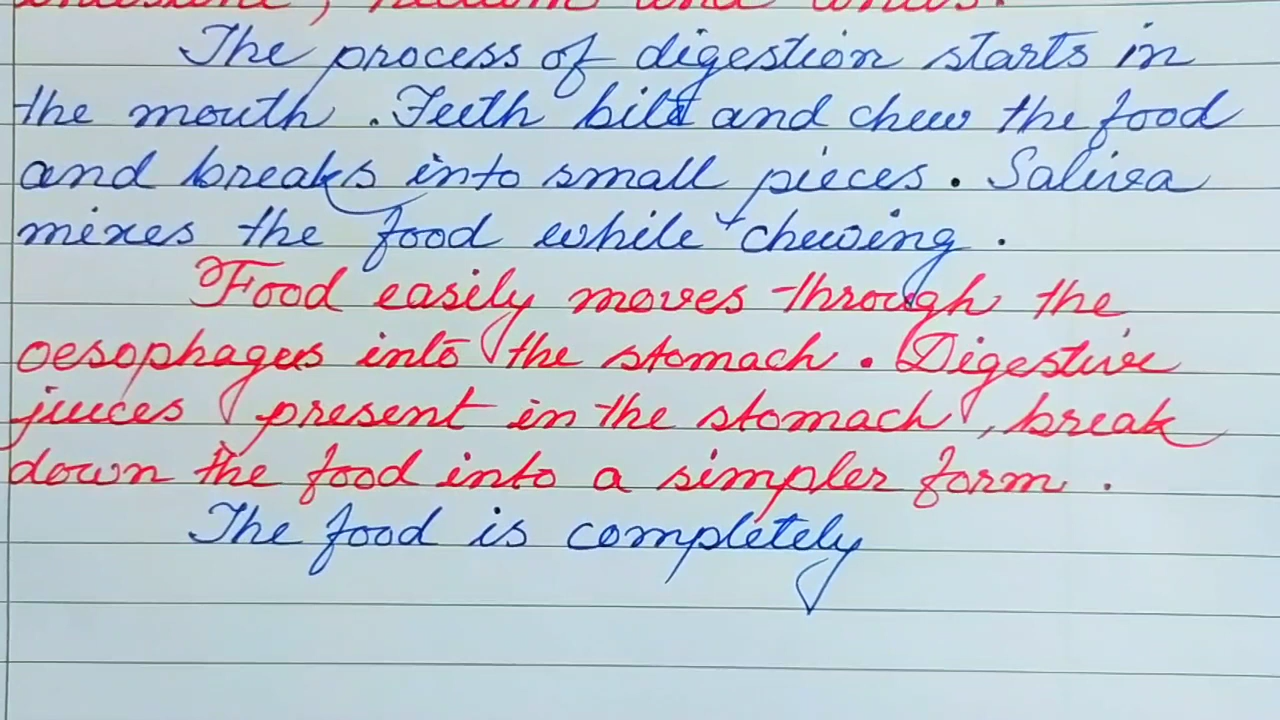 The process of digestion starts in
the mouth. Teeth bite and chew the food
and breaks into small pieces. Saliva
mixes the food while chewing.
Food easily moves through the
oesophagus into the stomach. Digestive
juices present in the stomach, break
down the food into a simpler form.
The food is completely